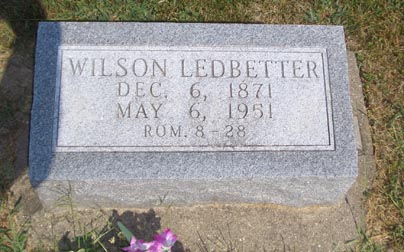 WILSON LEDBETTER
DEC. 6, 1871
MAY 6, 1951
ROM. 8-28